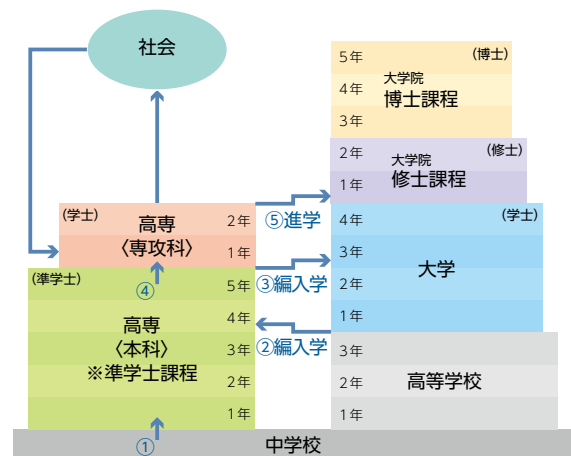 社会
(学士)
高専
〈専攻科〉
2年
1年
(準学士)
④
高専
〈本科〉
※準学士課程
5年
4年
3年
2年
1年
①
⑤進学
③編入学
②編入学
5年
4年
3年
大学院
博士課程
(博士)
2年
1年
大学院
修士課程
(修士)
4年
3年
2年
1年
大学
(学士)
3年
2年
1年
高等学校
中学校